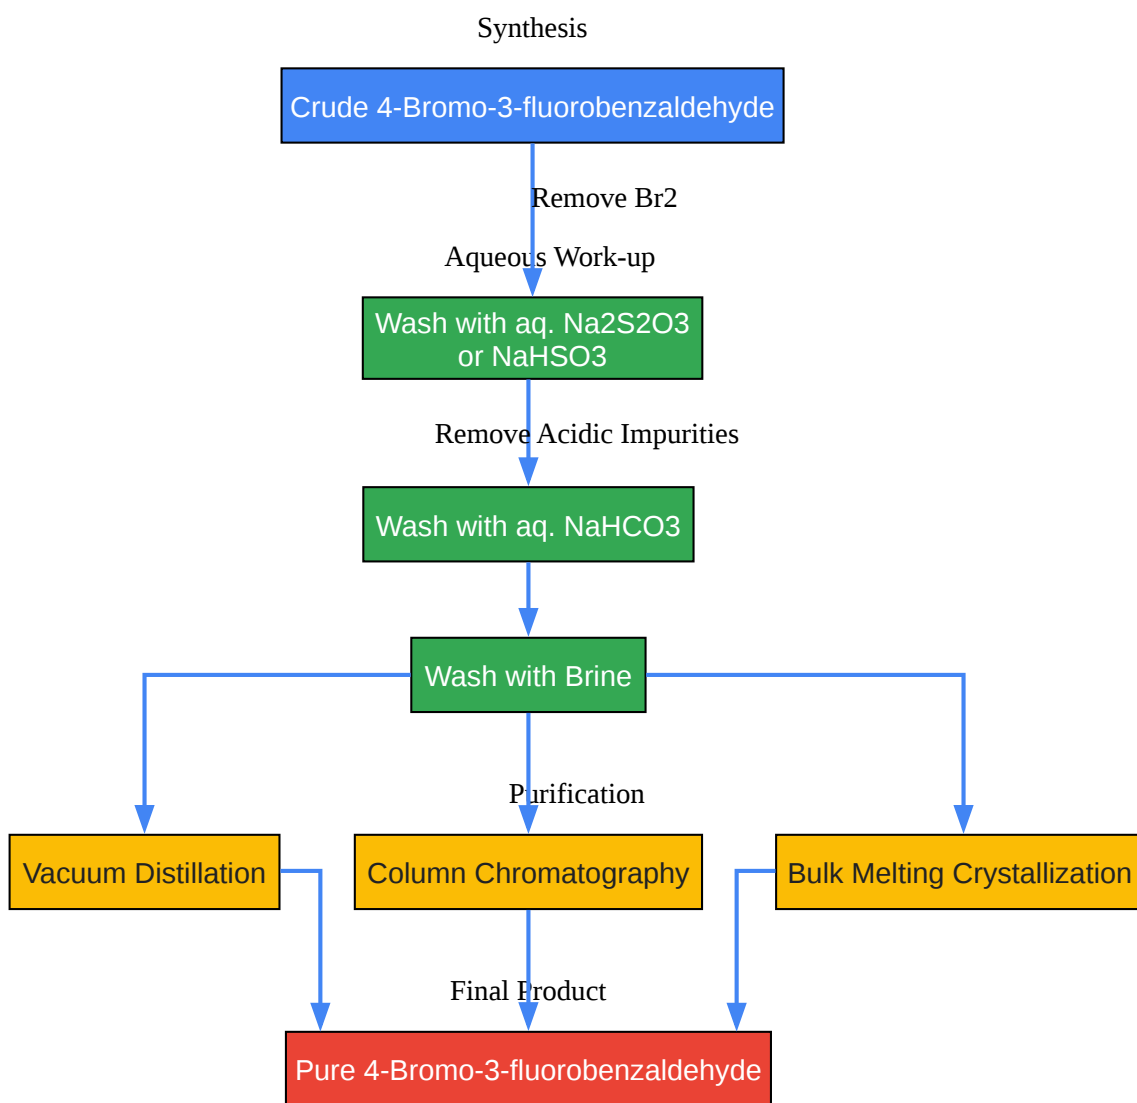 Synthesis
Crude 4-Bromo-3-fluorobenzaldehyde
Remove Br2
Aqueous Work-up
Wash with aq. Na2S2O3
or NaHSO3
Remove Acidic Impurities
Wash with aq. NaHCO3
Wash with Brine
Purification
Vacuum Distillation
Column Chromatography
Bulk Melting Crystallization
Final Product
Pure 4-Bromo-3-fluorobenzaldehyde